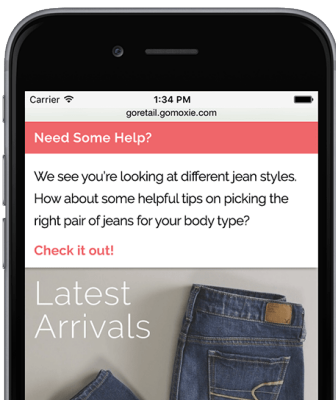 Carrier 1:34 PM
goretail.gomoxie.com
Need Some Help?
We see you're looking at different jean styles.
How about some helpful tips on picking the
right pair of jeans for your body type?
Check it out!
Latest
Arrivals